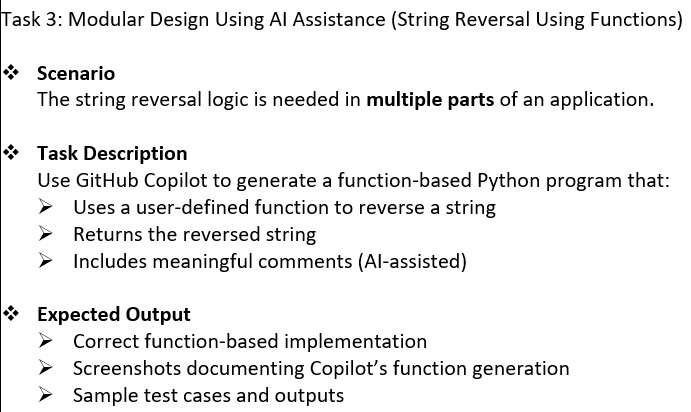 Task 3: Modular Design Using AI Assistance (String Reversal Using Functions)
❖ Scenario
The string reversal logic is needed in multiple parts of an application.
❖ Task Description
Use GitHub Copilot to generate a function-based Python program that:
➢ Uses a user-defined function to reverse a string
➢ Returns the reversed string
➢ Includes meaningful comments (AI-assisted)
❖ Expected Output
➢ Correct function-based implementation
➢ Screenshots documenting Copilot’s function generation
➢ Sample test cases and outputs